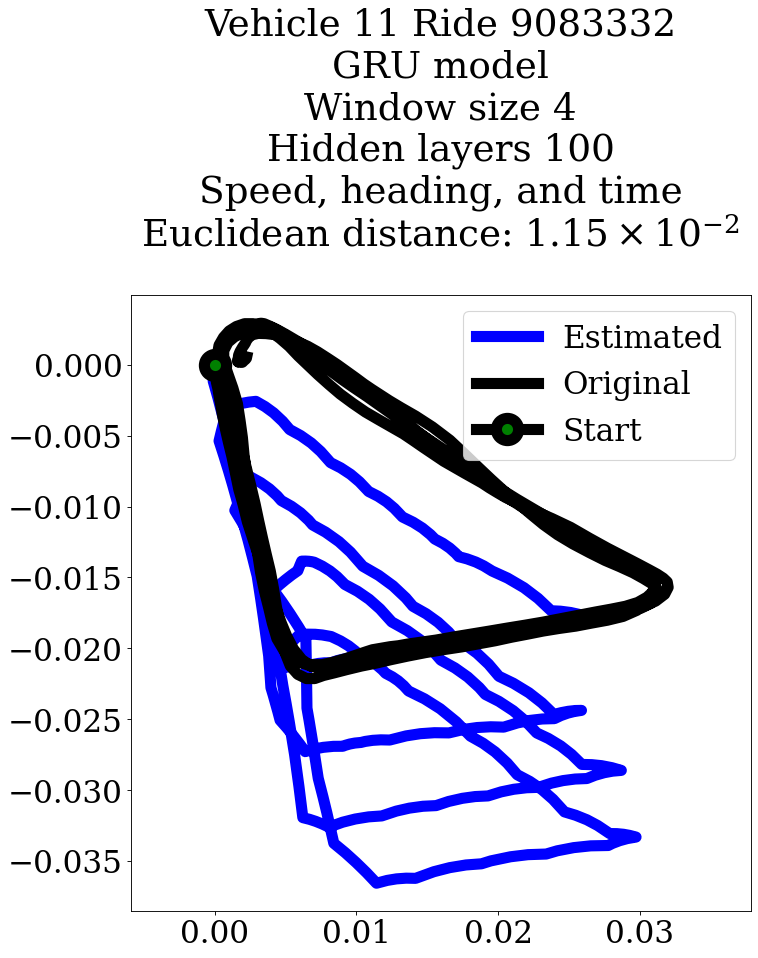 Vehicle 11 Ride 9083332
GRU model
Window size 4
Hidden layers 100
Speed, heading, and time
Euclidean distance: 1.15 × 10⁻²
Estimated
Original
Start
0.000
−0.005
−0.010
−0.015
−0.020
−0.025
−0.030
−0.035
0.00 0.01 0.02 0.03